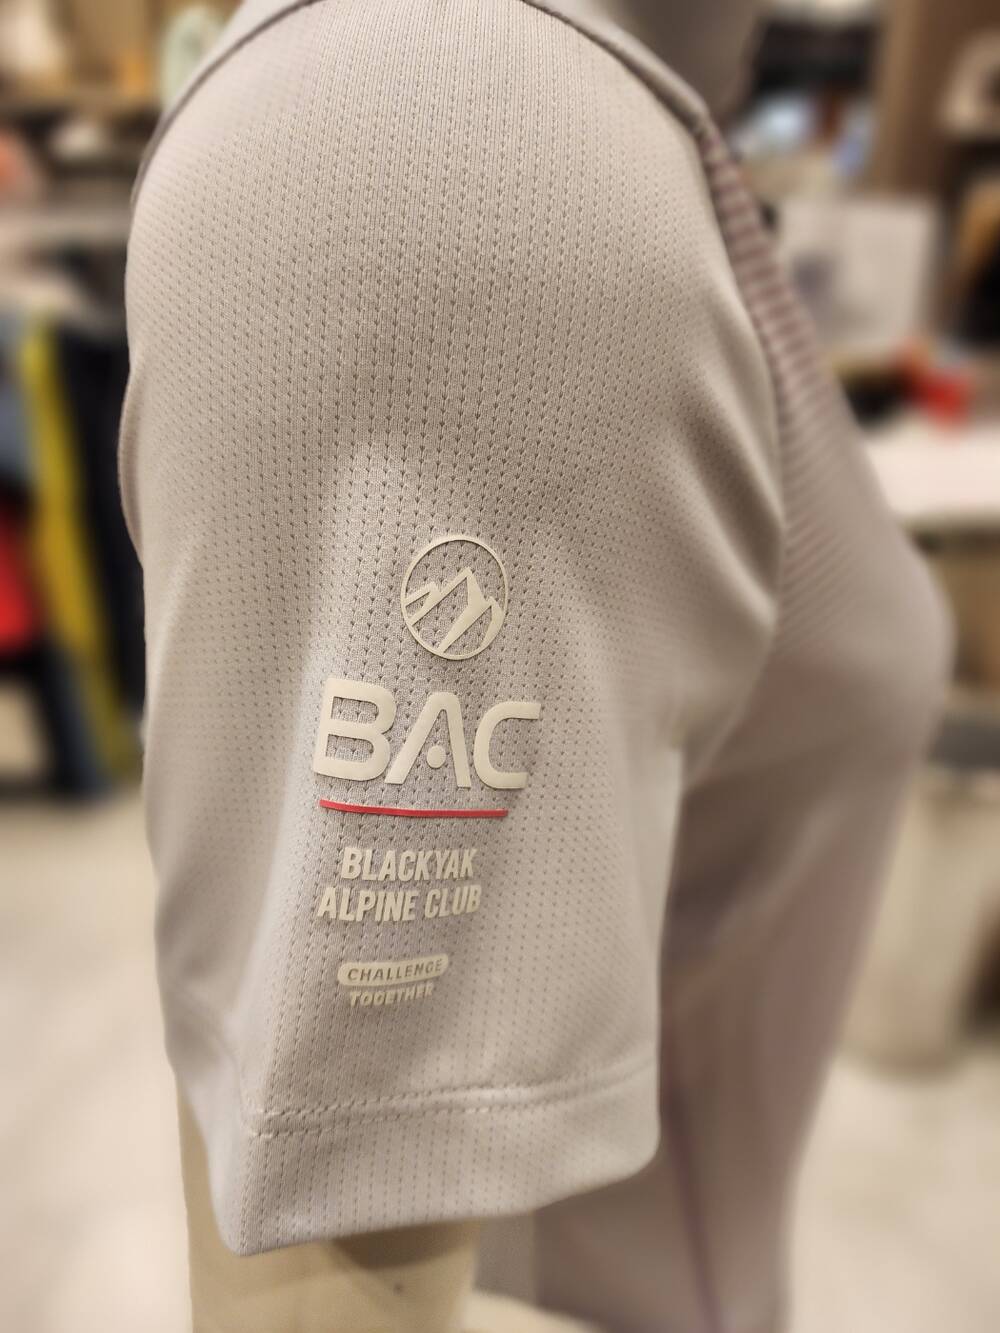 BAC
BLACKYAK
ALPINE CLUB
CHALLENGE
TOGETHER